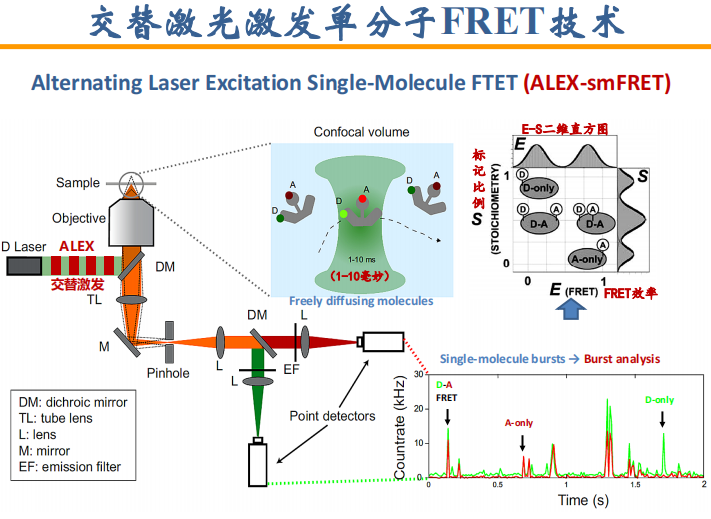 交替激光激发单分子FRET技术
Alternating Laser Excitation Single-Molecule FTET (ALEX-smFRET)
Confocal volume
Sample
Objective
D Laser
ALEX
交替激发
DM
TL
M
Pinhole
L
DM
L
EF
L
Point detectors
A
D
A
D
D
A
1-10 ms
(1-10毫秒)
Freely diffusing molecules
DM: dichroic mirror
TL: tube lens
L: lens
M: mirror
EF: emission filter
E-S二维直方图
E
标记比例
S
(STOICHIOMETRY)
1
0
S
D
D-only
D
A
D-A
D
A
D-A
A
A-only
0
1
E (FRET)
FRET效率
Single-molecule bursts → Burst analysis
Countrate (kHz)
30
20
10
0
D-A
FRET
A-only
D-only
0
0.5
1
1.5
2
Time (s)